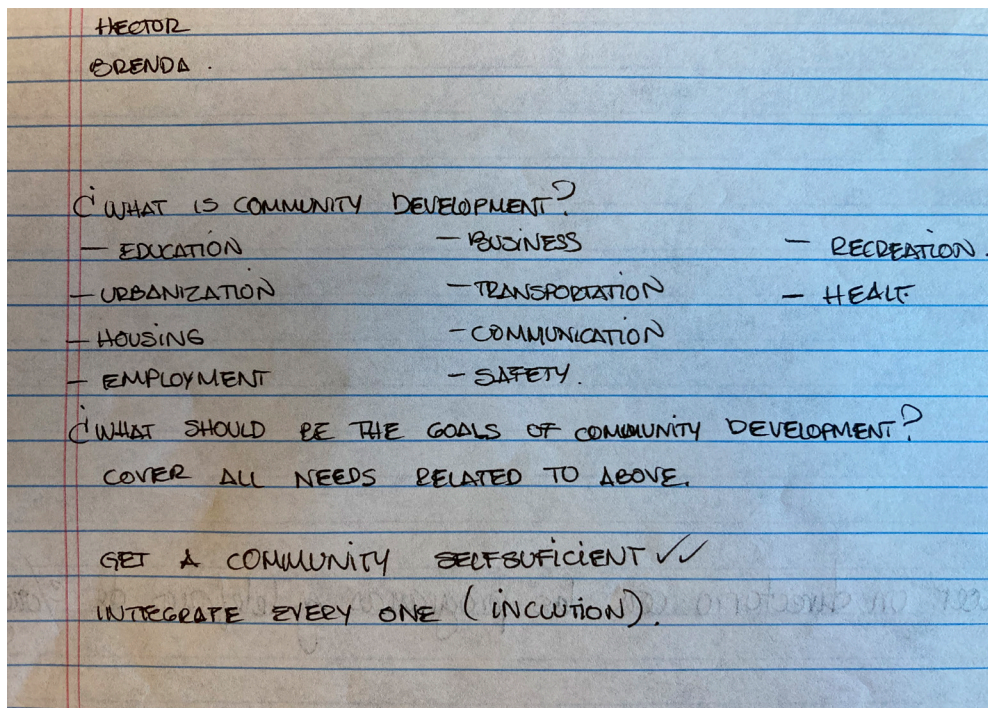 HECTOR
BRENDA.
¿WHAT IS COMMUNITY DEVELOPMENT?
- EDUCATION - BUSINESS - RECREATION.
- URBANIZATION - TRANSPORTATION - HEALT.
- HOUSING - COMMUNICATION
- EMPLOYMENT - SAFETY.
¿WHAT SHOULD BE THE GOALS OF COMMUNITY DEVELOPMENT?
COVER ALL NEEDS RELATED TO ABOVE.
GET A COMMUNITY SELFSUFICIENT ✓✓
INTEGRATE EVERY ONE (INCLUTION).